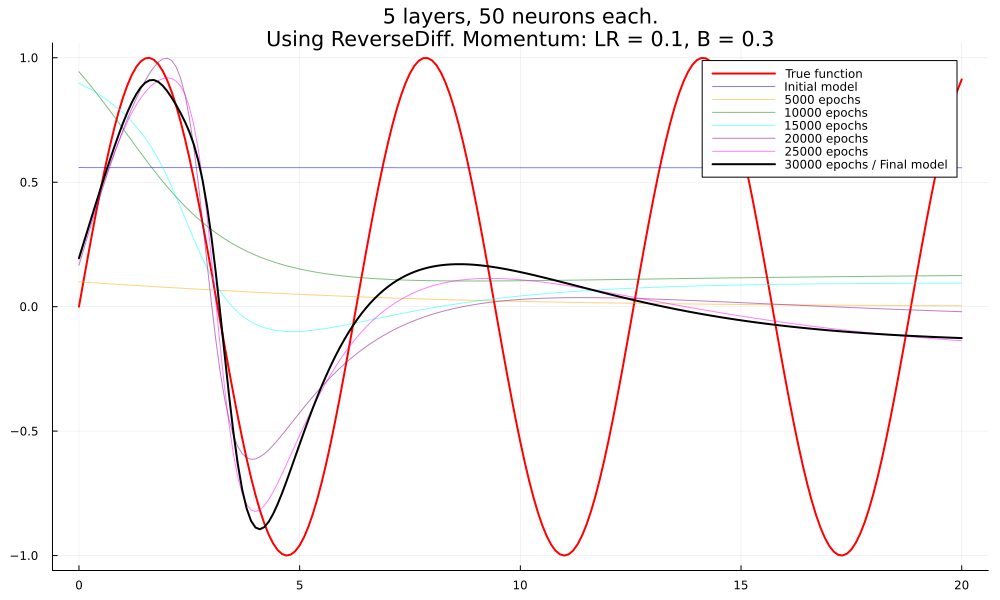 5 layers, 50 neurons each.
Using ReverseDiff. Momentum: LR = 0.1, B = 0.3
True function
Initial model
5000 epochs
10000 epochs
15000 epochs
20000 epochs
25000 epochs
30000 epochs / Final model
1.0
0.5
0.0
−0.5
−1.0
0
5
10
15
20